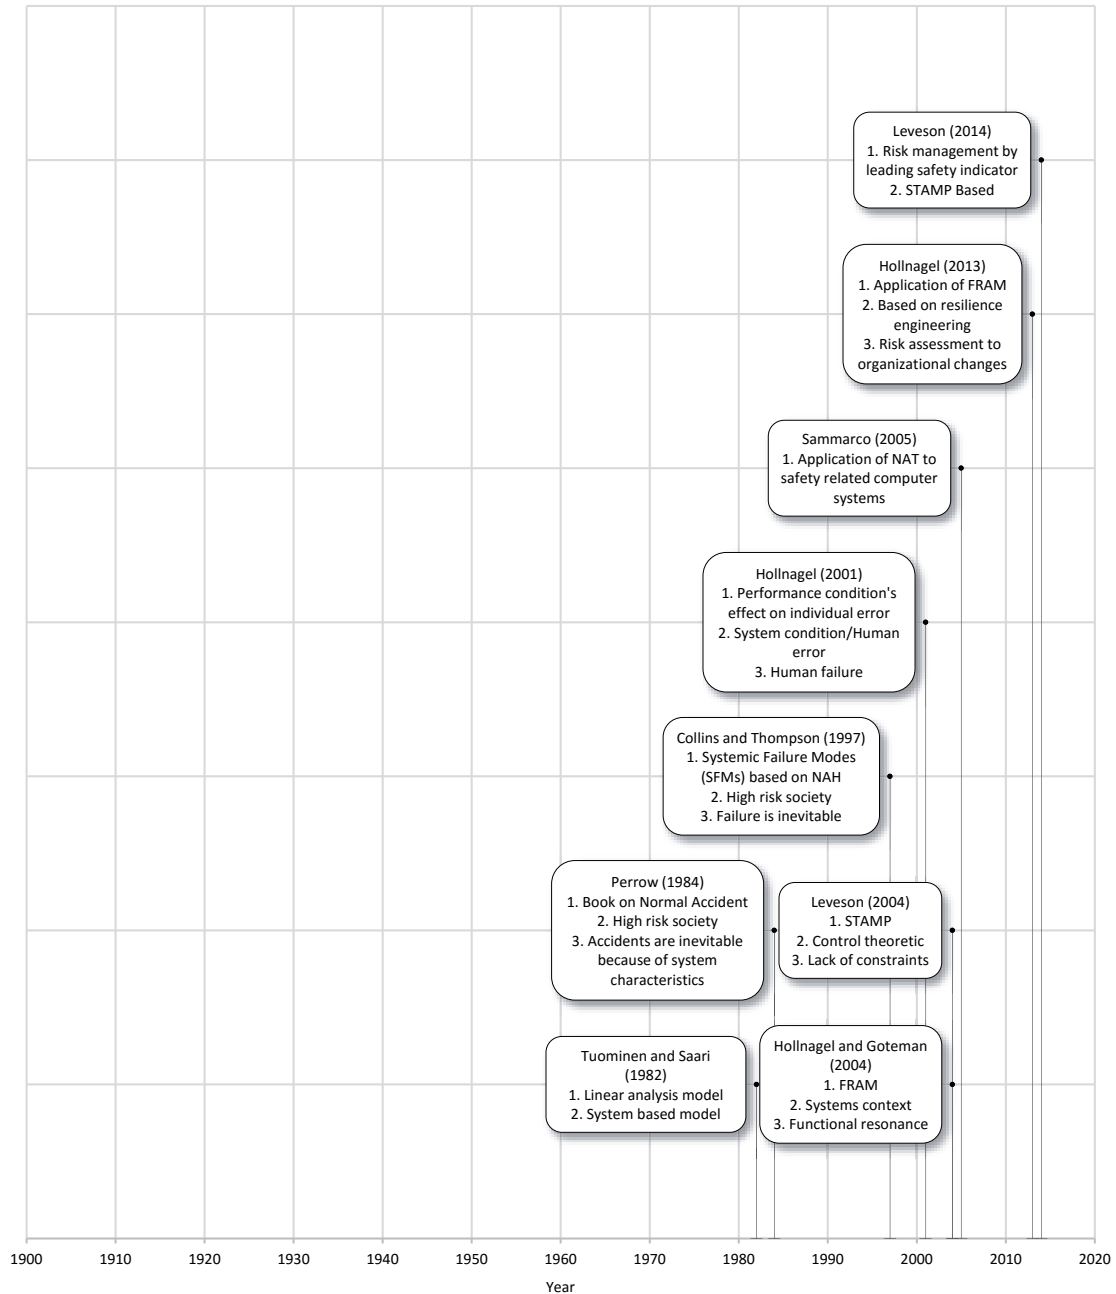 Leveson (2014)
1. Risk management by
leading safety indicator
2. STAMP Based
Hollnagel (2013)
1. Application of FRAM
2. Based on resilience
engineering
3. Risk assessment to
organizational changes
Sammarco (2005)
1. Application of NAT to
safety related computer
systems
Hollnagel (2001)
1. Performance condition's
effect on individual error
2. System condition/Human
error
3. Human failure
Collins and Thompson (1997)
1. Systemic Failure Modes
(SFMs) based on NAH
2. High risk society
3. Failure is inevitable
Perrow (1984)
1. Book on Normal Accident
2. High risk society
3. Accidents are inevitable
because of system
characteristics
Leveson (2004)
1. STAMP
2. Control theoretic
3. Lack of constraints
Tuominen and Saari
(1982)
1. Linear analysis model
2. System based model
Hollnagel and Goteman
(2004)
1. FRAM
2. Systems context
3. Functional resonance
1900 1910 1920 1930 1940 1950 1960 1970 1980 1990 2000 2010 2020
Year